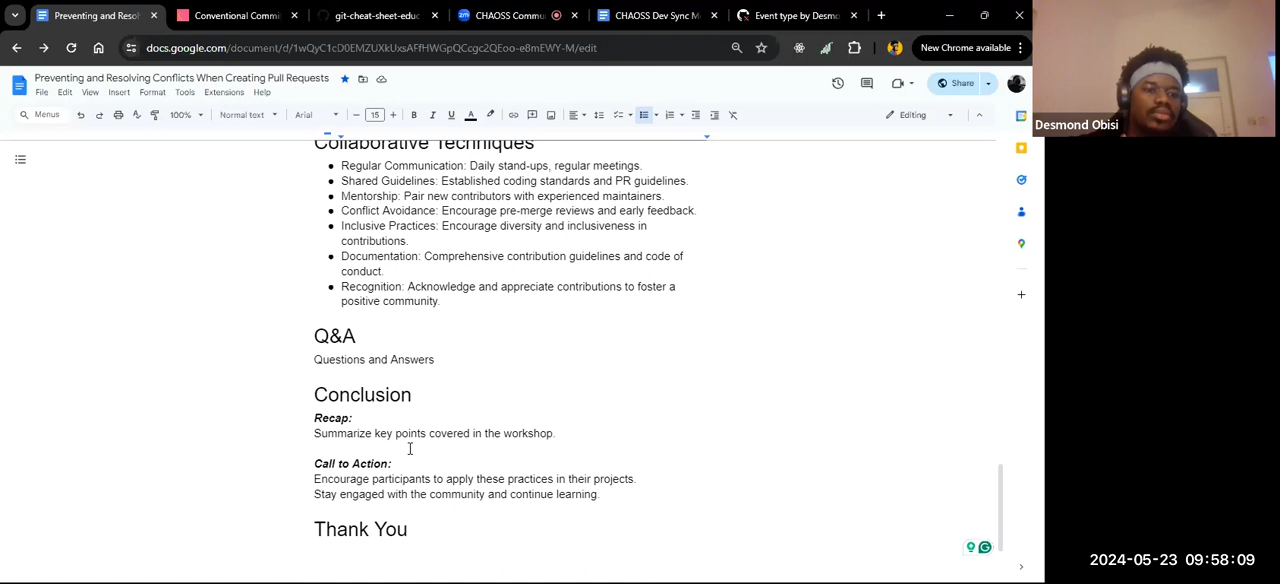 Preventing and Resol
Conventional Commi
git-cheat-sheet-educ
CHAOSS Commu
CHAOSS Dev Sync M
Event type by Desmo
docs.google.com/document/d/1wQyC1cD0EMZUXkUxsAFfHWGpQCcgc2QEoo-e8mEWY-M/edit
New Chrome available
Preventing and Resolving Conflicts When Creating Pull Requests
File Edit View Insert Format Tools Extensions Help
Share
Menus
100%
Normal text
Arial
15
B I U A
Editing
Desmond Obisi
Collaborative Techniques
• Regular Communication: Daily stand-ups, regular meetings.
• Shared Guidelines: Established coding standards and PR guidelines.
• Mentorship: Pair new contributors with experienced maintainers.
• Conflict Avoidance: Encourage pre-merge reviews and early feedback.
• Inclusive Practices: Encourage diversity and inclusiveness in
contributions.
• Documentation: Comprehensive contribution guidelines and code of
conduct.
• Recognition: Acknowledge and appreciate contributions to foster a
positive community.
Q&A
Questions and Answers
Conclusion
Recap:
Summarize key points covered in the workshop.
Call to Action:
Encourage participants to apply these practices in their projects.
Stay engaged with the community and continue learning.
Thank You
2024-05-23 09:58:09